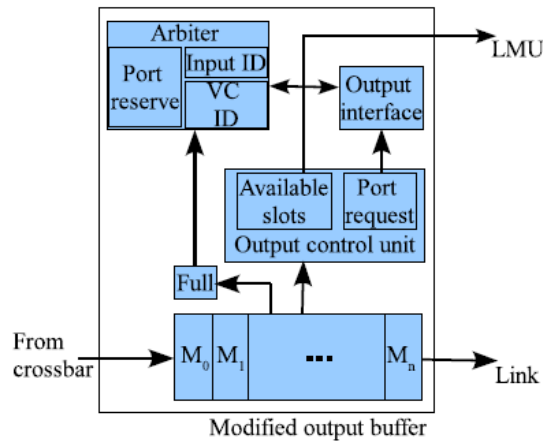 Arbiter
Port
reserve
Input ID
VC
ID
Output
interface
LMU
Available
slots
Port
request
Output control unit
Full
From
crossbar
M0
M1
...
Mn
Link
Modified output buffer